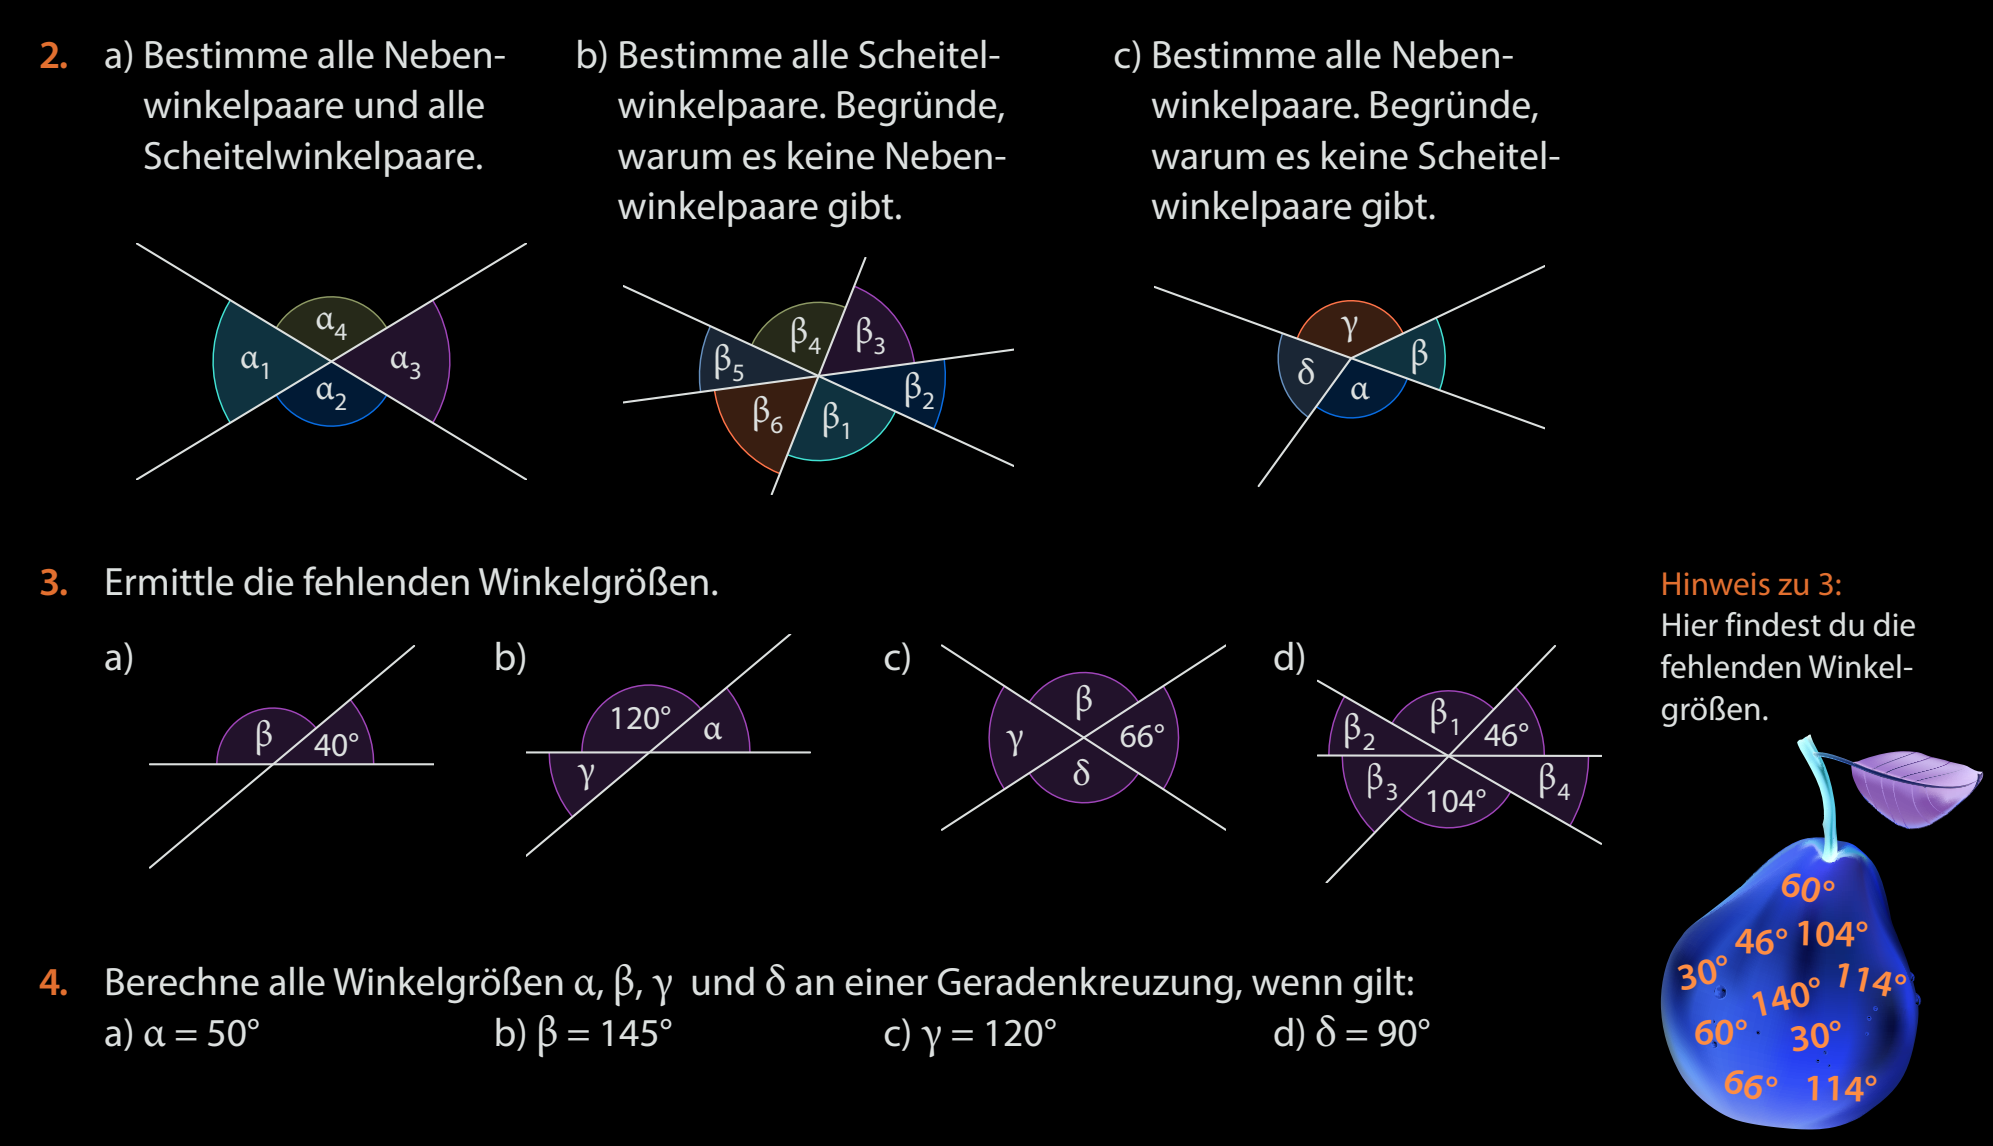 2. a) Bestimme alle Neben-
winkelpaare und alle
Scheitelwinkelpaare.
b) Bestimme alle Scheitel-
winkelpaare. Begründe,
warum es keine Neben-
winkelpaare gibt.
c) Bestimme alle Neben-
winkelpaare. Begründe,
warum es keine Scheitel-
winkelpaare gibt.
α₄
α₁
α₃
α₂
β₄
β₃
β₅
β₂
β₆
β₁
γ
β
δ
α
3. Ermittle die fehlenden Winkelgrößen.
a)
β
40°
b)
120°
α
γ
c)
β
γ
66°
δ
d)
β₁
β₂
46°
β₃
104°
β₄
Hinweis zu 3:
Hier findest du die
fehlenden Winkel-
größen.
60°
46° 104°
30°
140° 114°
60°
30°
66° 114°
4. Berechne alle Winkelgrößen α, β, γ und δ an einer Geradenkreuzung, wenn gilt:
a) α = 50° b) β = 145° c) γ = 120° d) δ = 90°